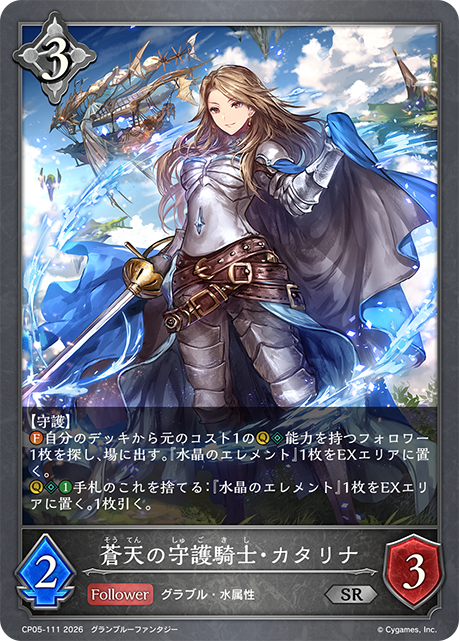 3
【守護】
F 自分のデッキから元のコスト1のQ能力を持つフォロワー
1枚を探し、場に出す。『水晶のエレメント』1枚をEXエリアに置
く。
Q 1 手札のこれを捨てる：『水晶のエレメント』1枚をEXエリ
アに置く。1枚引く。
そう てん しゅ ご き し
蒼天の守護騎士・カタリナ
2
Follower グラブル・水属性 SR
3
CP05-111 2026 グランブルーファンタジー © Cygames, Inc.